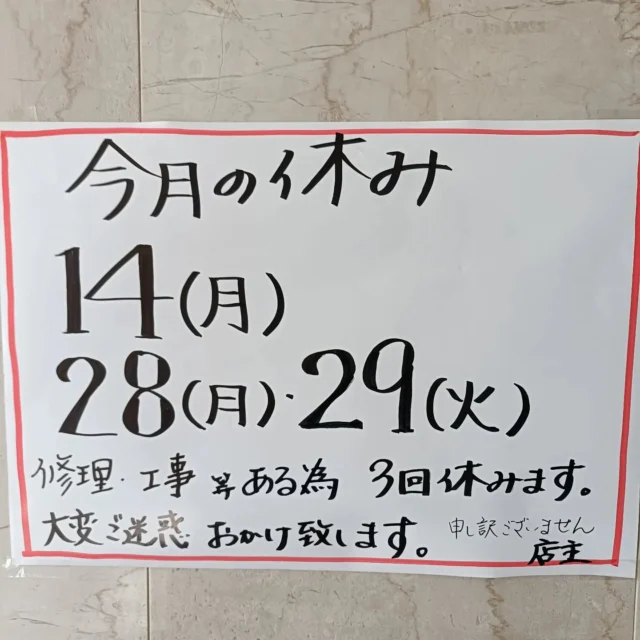 今月の休み
14(月)
28(月)・29(火)
修理・工事 等ある為 3回休みます。
大変ご迷惑 おかけ致します。 申し訳ございません
店主